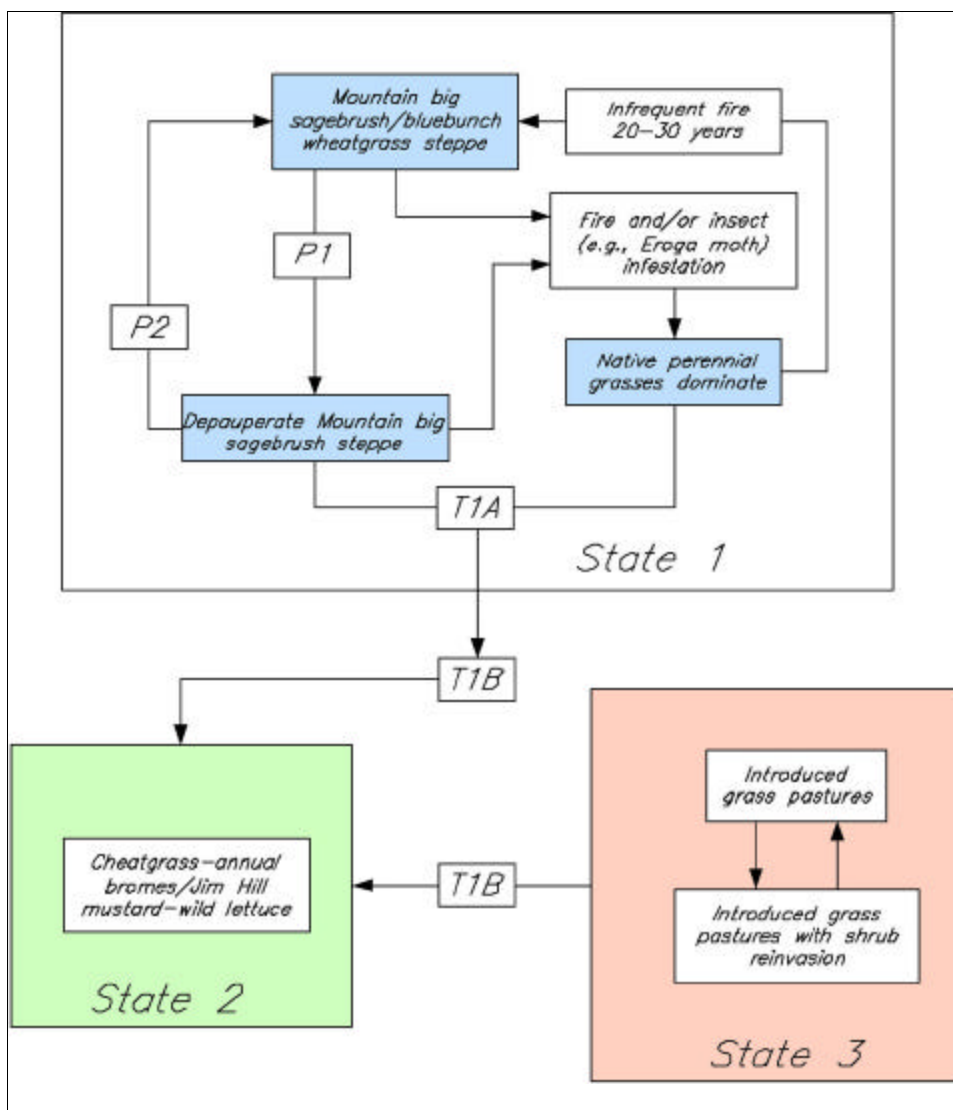 Mountain big
sagebrush/bluebunch
wheatgrass steppe
Infrequent fire
20-30 years
Fire and/or insect
(e.g., Eroga moth)
infestation
P1
P2
Native perennial
grasses dominate
Depauperate Mountain big
sagebrush steppe
T1A
State 1
T1B
Introduced
grass pastures
Cheatgrass-annual
bromes/Jim Hill
mustard-wild lettuce
T1B
Introduced grass
pastures with shrub
reinvasion
State 2
State 3